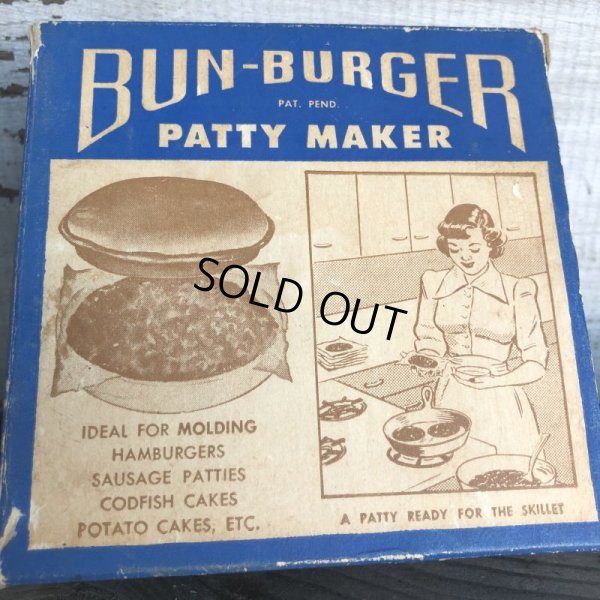 BUN-BURGER
PAT. PEND.
PATTY MAKER
SOLD OUT
IDEAL FOR MOLDING
HAMBURGERS
SAUSAGE PATTIES
CODFISH CAKES
POTATO CAKES, ETC.
A PATTY READY FOR THE SKILLET